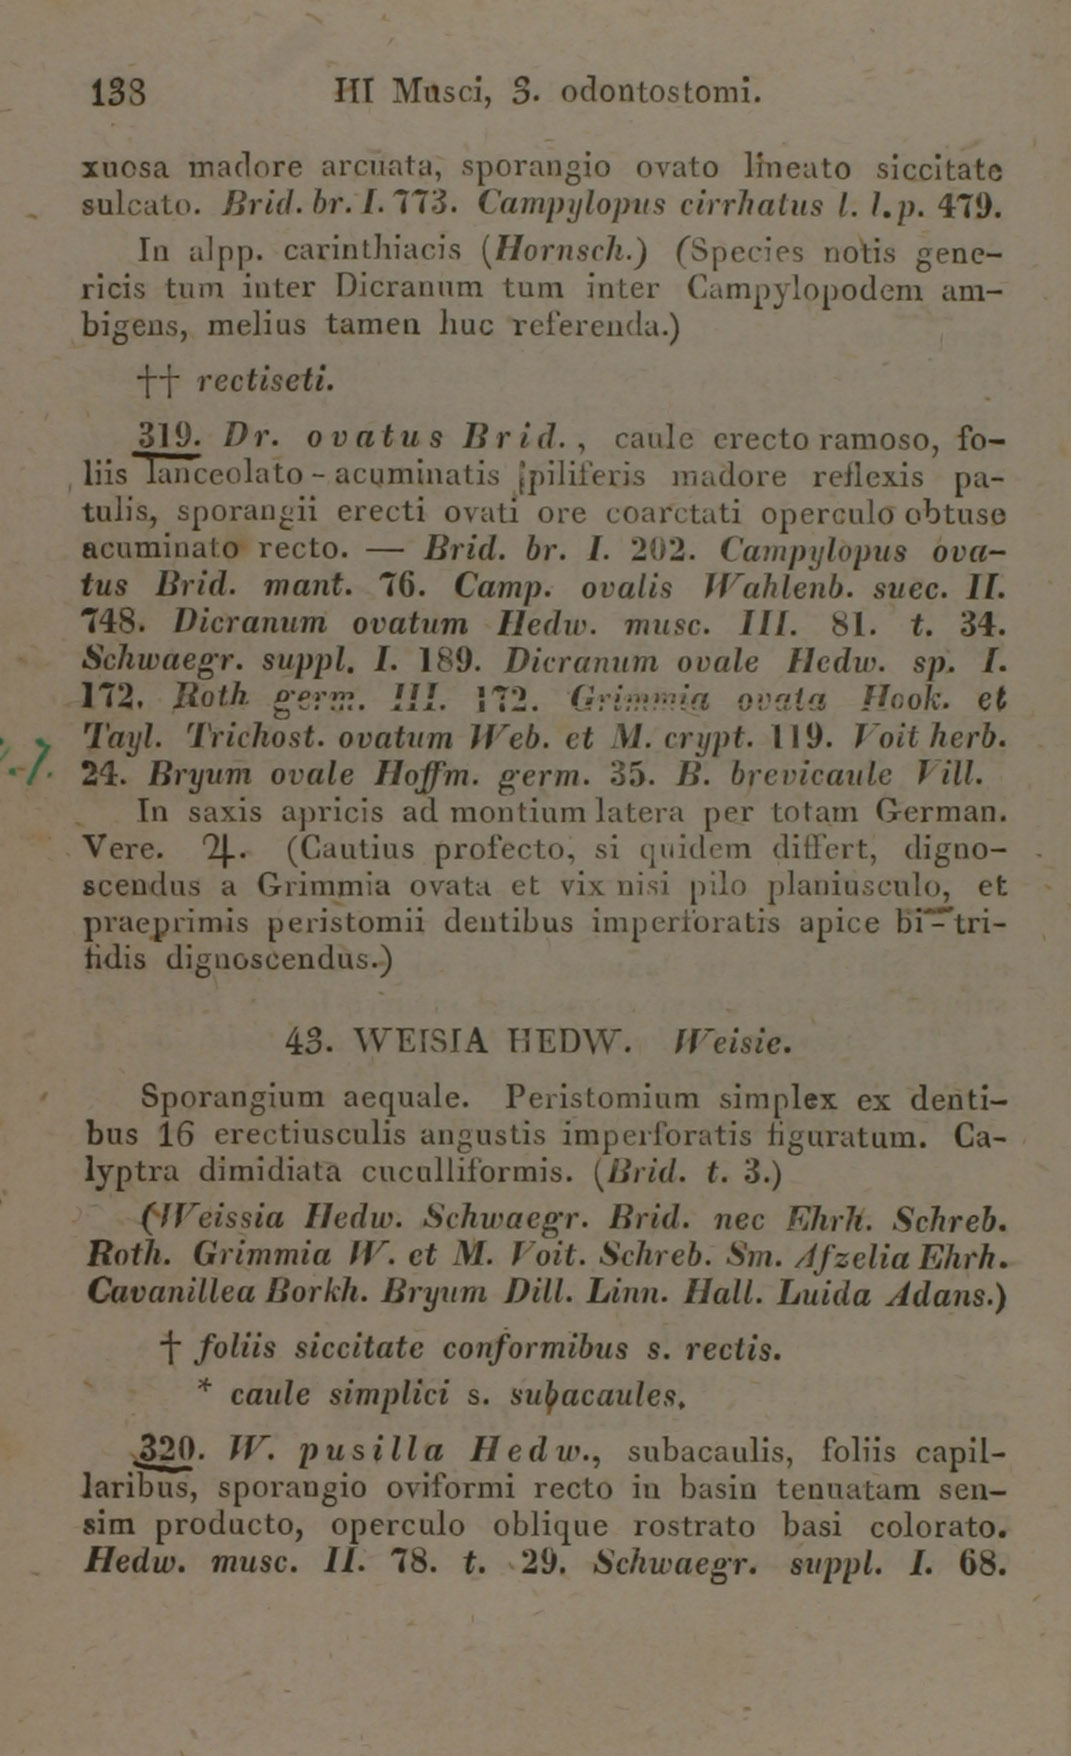 138 III Musci, 3. odontostomi.
xuosa madore arcuata, sporangio ovato lineato siccitate
sulcato. Brid. br. I. 773. Campylopus cirrhatus l. l. p. 479.
In alpp. carinthiacis (Hornsch.) (Species notis gene-
ricis tum inter Dicranum tum inter Campylopodem am-
bigens, melius tamen huc referenda.)
†† rectiseti.
319. Dr. ovatus Brid., caule erecto ramoso, fo-
liis lanceolato-acuminatis piliferis madore reflexis pa-
tulis, sporangii erecti ovati ore coarctati operculo obtuse
acuminato recto. — Brid. br. I. 202. Campylopus ova-
tus Brid. mant. 76. Camp. ovalis Wahlenb. suec. II.
748. Dicranum ovatum Hedw. musc. III. 81. t. 34.
Schwaegr. suppl. I. 189. Dicranum ovale Hedw. sp. I.
172. Roth germ. III. 172. Grimmia ovata Hook. et
Tayl. Trichost. ovatum Web. et M. crypt. 119. Voit herb.
24. Bryum ovale Hoffm. germ. 35. B. brevicaule Vill.
In saxis apricis ad montium latera per totam German.
Vere. ♃. (Cautius profecto, si quidem differt, digno-
scendus a Grimmia ovata et vix nisi pilo planiusculo, et
praeprimis peristomii dentibus imperforatis apice bi-tri-
fidis dignoscendus.)
43. WEISIA HEDW. Weisie.
Sporangium aequale. Peristomium simplex ex denti-
bus 16 erectiusculis angustis imperforatis figuratum. Ca-
lyptra dimidiata cuculliformis. (Brid. t. 3.)
(Weissia Hedw. Schwaegr. Brid. nec Ehrh. Schreb.
Roth. Grimmia W. et M. Voit. Schreb. Sm. Afzelia Ehrh.
Cavanillea Borkh. Bryum Dill. Linn. Hall. Luida Adans.)
† foliis siccitate conformibus s. rectis.
* caule simplici s. subacaules.
320. W. pusilla Hedw., subacaulis, foliis capil-
laribus, sporangio oviformi recto in basin tenuatam sen-
sim producto, operculo oblique rostrato basi colorato.
Hedw. musc. II. 78. t. 29. Schwaegr. suppl. I. 68.